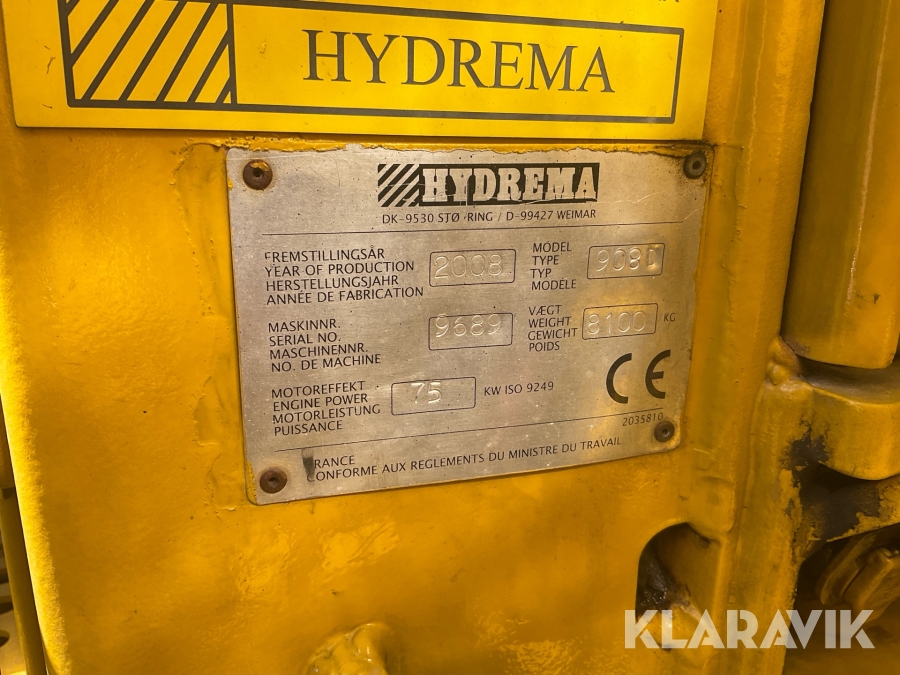 HYDREMA
HYDREMA
DK-9530 STØ RING / D-99427 WEIMAR
FREMSTILLINGSÅR
YEAR OF PRODUCTION
HERSTELLUNGSJAHR
ANNÉE DE FABRICATION
2008
MODEL
TYPE
TYP
MODÈLE
908D
MASKINNR.
SERIAL NO.
MASCHINENNR.
NO. DE MACHINE
9689
VÆGT
WEIGHT
GEWICHT
POIDS
8100 KG
MOTOREFFEKT
ENGINE POWER
MOTORLEISTUNG
PUISSANCE
75 KW ISO 9249
CE
2035810
FRANCE
CONFORME AUX REGLEMENTS DU MINISTRE DU TRAVAIL
KLARAVIK